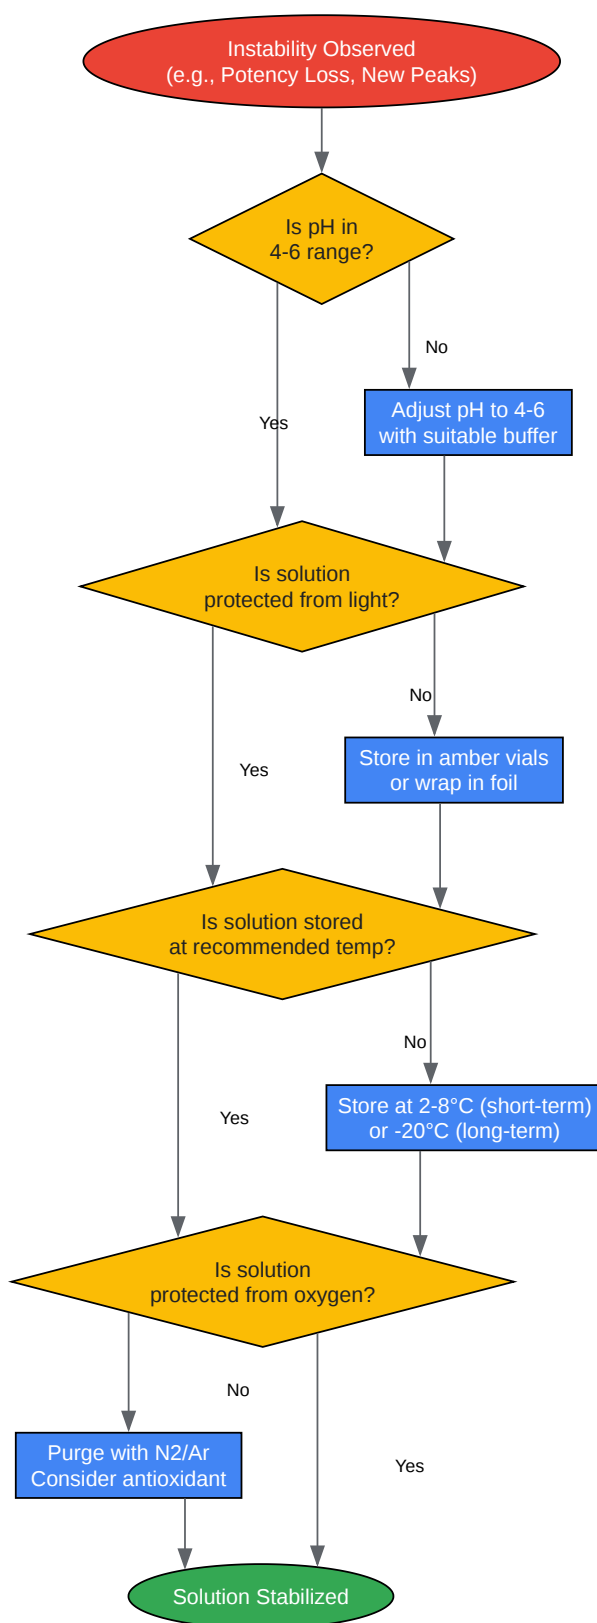 Instability Observed
(e.g., Potency Loss, New Peaks)
Is pH in
4-6 range?
No
Adjust pH to 4-6
with suitable buffer
Yes
Is solution
protected from light?
No
Store in amber vials
or wrap in foil
Yes
Is solution stored
at recommended temp?
No
Store at 2-8°C (short-term)
or -20°C (long-term)
Yes
Is solution
protected from oxygen?
No
Purge with N2/Ar
Consider antioxidant
Yes
Solution Stabilized